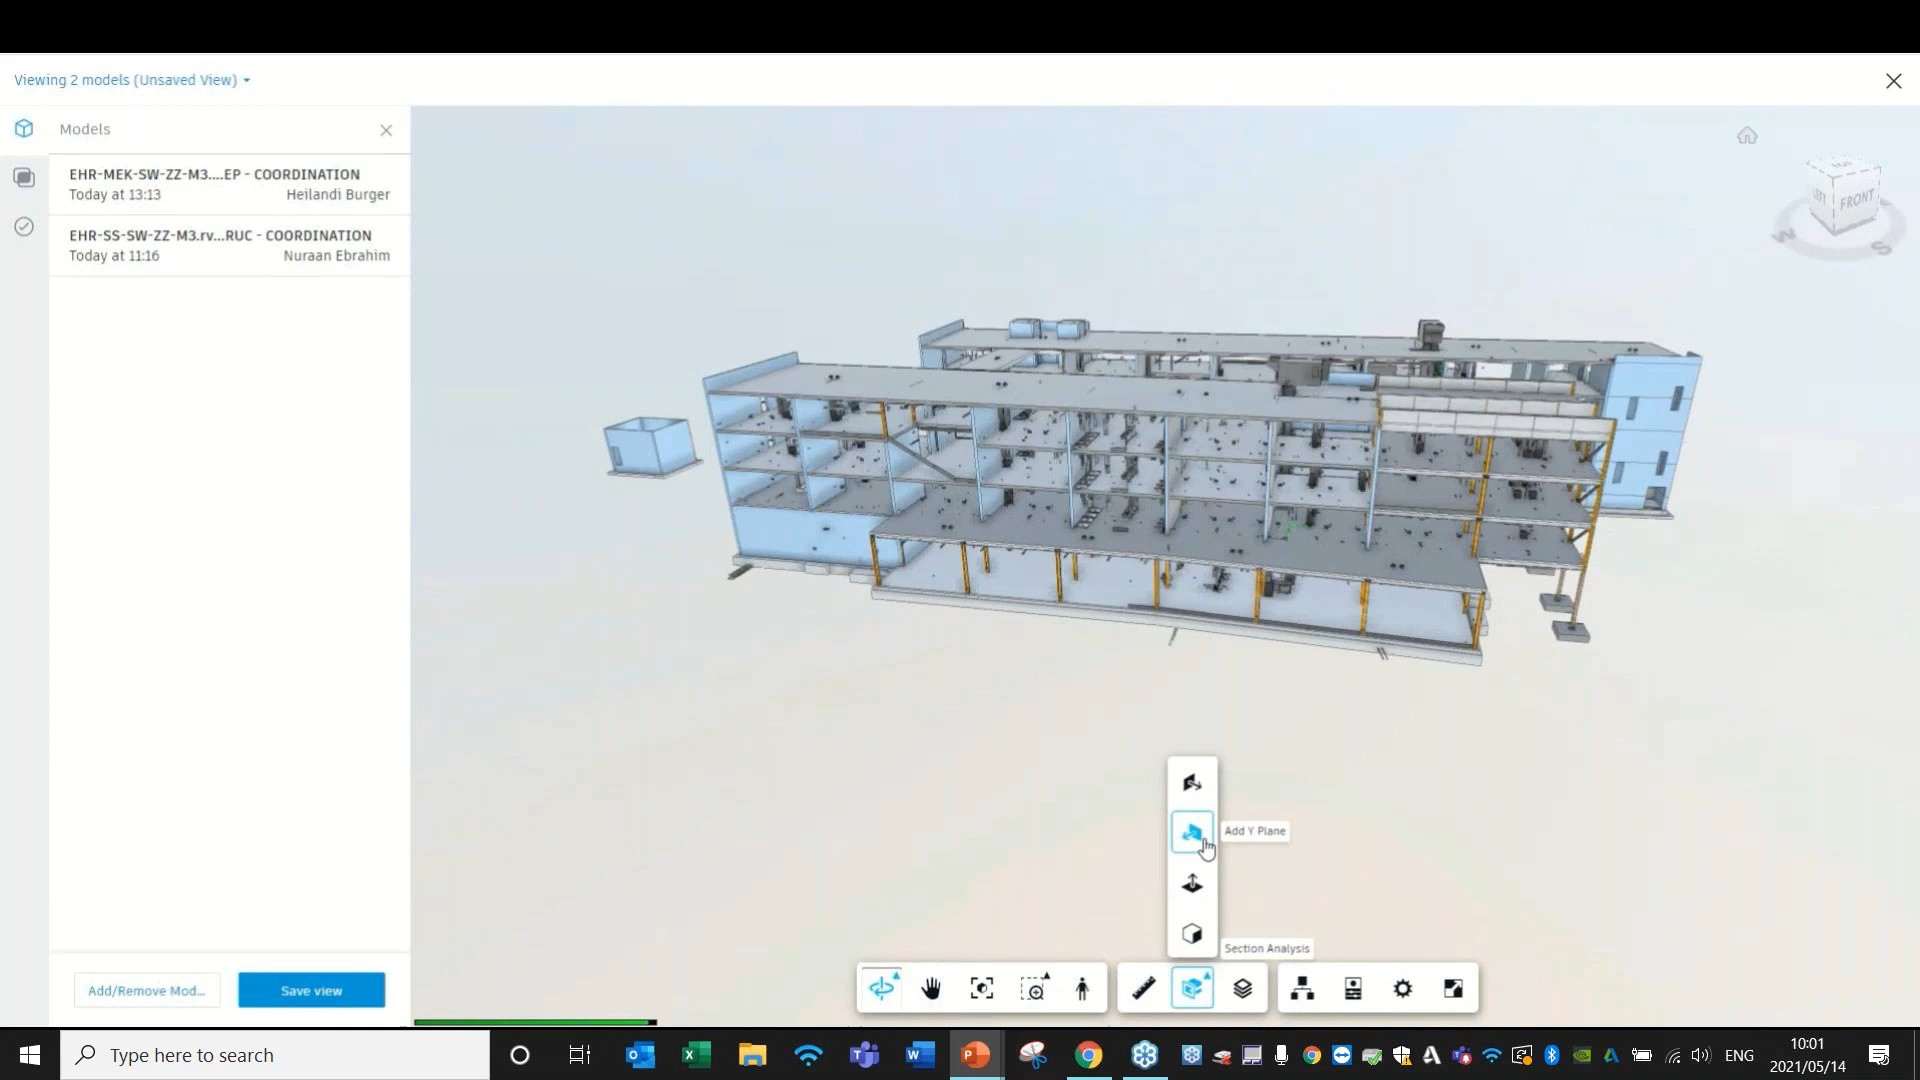 Viewing 2 models (Unsaved View)
Models
EHR-MEK-SW-ZZ-M3....EP - COORDINATION
Today at 13:13 Heilandi Burger
EHR-SS-SW-ZZ-M3.rv...RUC - COORDINATION
Today at 11:16 Nuraan Ebrahim
TOP
LEFT FRONT
W S
Add Y Plane
Section Analysis
Add/Remove Mod... Save view
Type here to search
ENG
10:01
2021/05/14